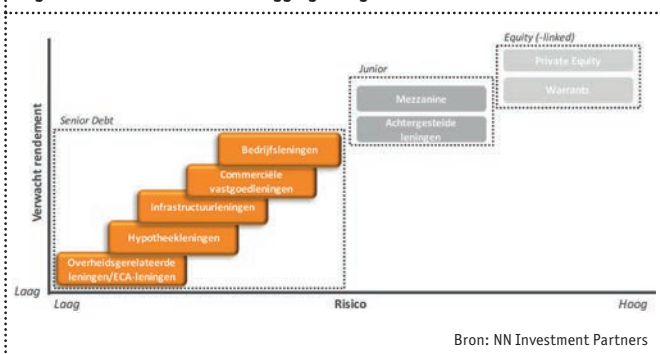 Equity (-linked)
Private Equity
Warrants
Junior
Mezzanine
Achtergestelde
leningen
Senior Debt
Bedrijfsleningen
Commerciële
vastgoedleningen
Infrastructuurleningen
Hypotheekleningen
Overheidsgerelateerde
leningen/ECA-leningen
Verwacht rendement
Laag
Laag
Risico
Hoog
Bron: NN Investment Partners